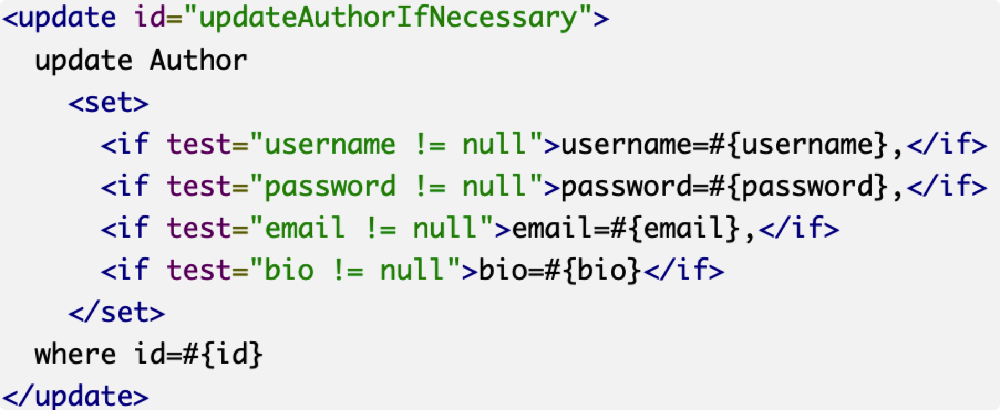 <update id="updateAuthorIfNecessary">
  update Author
    <set>
      <if test="username != null">username=#{username},</if>
      <if test="password != null">password=#{password},</if>
      <if test="email != null">email=#{email},</if>
      <if test="bio != null">bio=#{bio}</if>
    </set>
  where id=#{id}
</update>